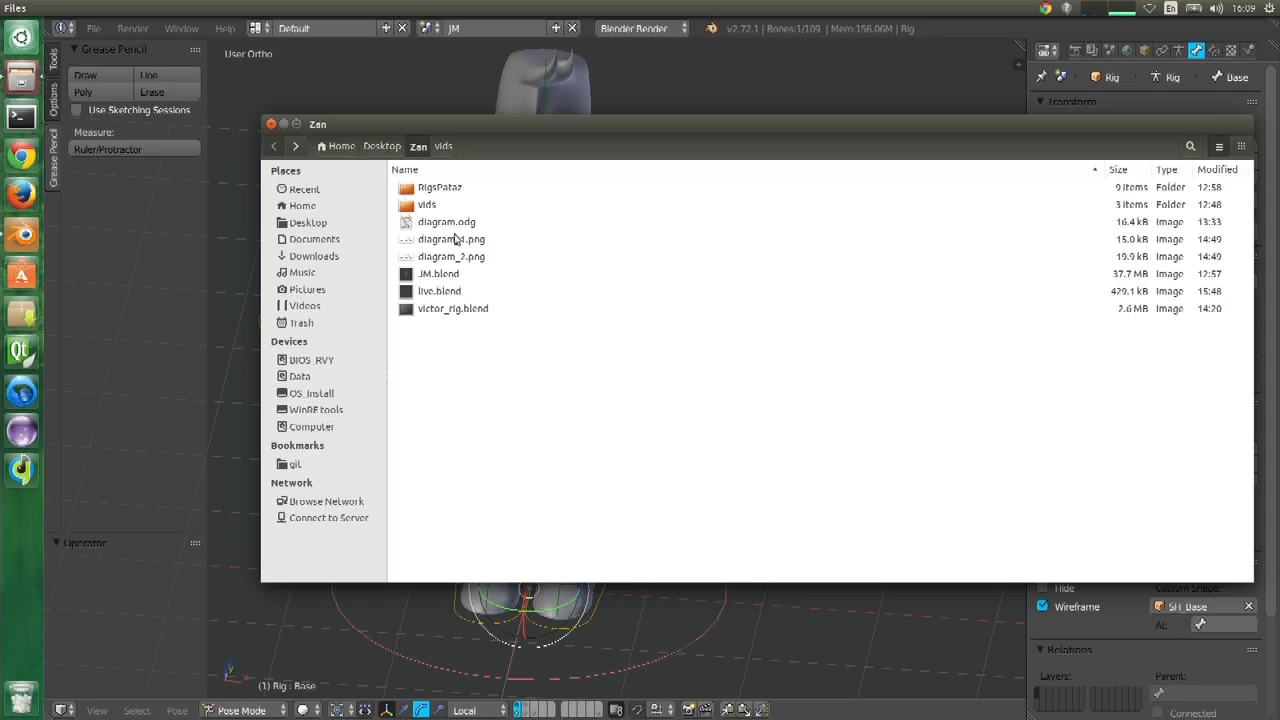 Files
En
16:09
File
Render
Window
Help
Default
JM
Blender Render
v2.72.1 | Bones:1/109 | Mem:156.06M | Rig
Tools
Options
Grease Pencil
Grease Pencil
Draw
Line
Poly
Erase
Use Sketching Sessions
Measure:
Ruler/Protractor
Operator
User Ortho
Zan
Home
Desktop
Zan
vids
Places
Recent
Home
Desktop
Documents
Downloads
Music
Pictures
Videos
Trash
Devices
BIOS_RVY
Data
OS_Install
WinRE tools
Computer
Bookmarks
git
Network
Browse Network
Connect to Server
Name Size Type Modified
RigsPataz 9 items Folder 12:58
vids 3 items Folder 12:48
diagram.odg 16.4 kB Image 13:33
diagram_1.png 15.0 kB Image 14:49
diagram_2.png 19.9 kB Image 14:49
JM.blend 37.7 MB Image 12:57
live.blend 429.1 kB Image 15:48
victor_rig.blend 2.6 MB Image 14:20
Rig
Rig
Base
Transform
Hide
Custom Shape:
Wireframe
SH_Base
At:
Relations
Layers:
Parent:
Connected
(1) Rig : Base
View
Select
Pose
Pose Mode
Local